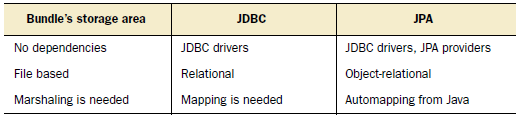 Bundle's storage area JDBC JPA
No dependencies JDBC drivers JDBC drivers, JPA providers
File based Relational Object-relational
Marshaling is needed Mapping is needed Automapping from Java